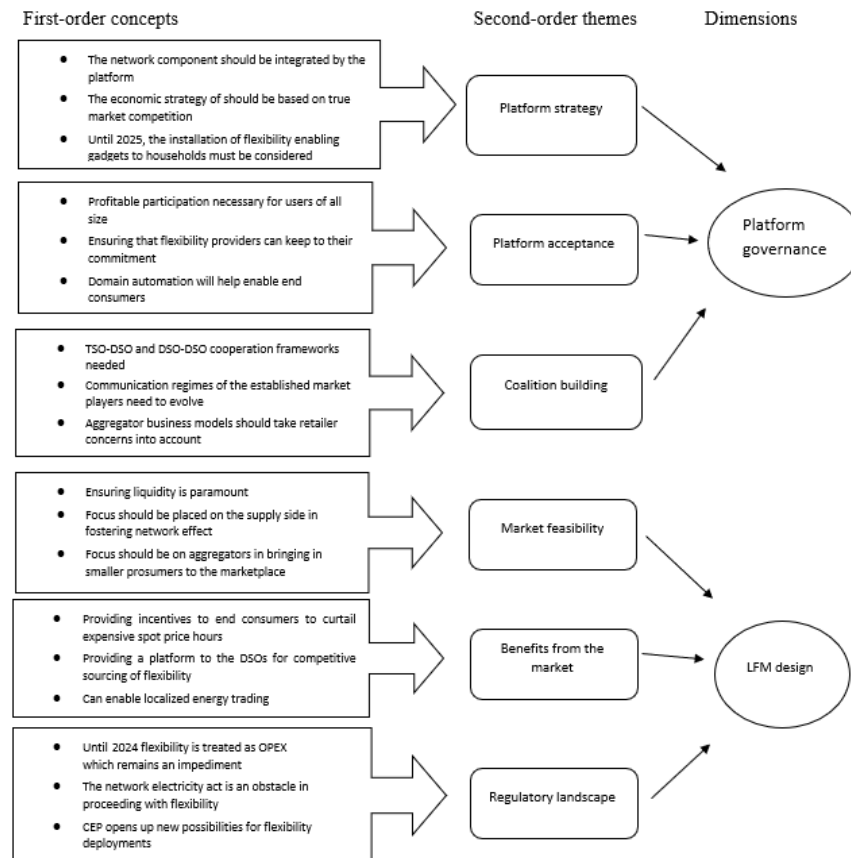 First-order concepts
Second-order themes
Dimensions
● The network component should be integrated by the
platform
● The economic strategy of should be based on true
market competition
● Until 2025, the installation of flexibility enabling
gadgets to households must be considered
Platform strategy
● Profitable participation necessary for users of all
size
● Ensuring that flexibility providers can keep to their
commitment
● Domain automation will help enable end
consumers
Platform acceptance
Platform
governance
● TSO-DSO and DSO-DSO cooperation frameworks
needed
● Communication regimes of the established market
players need to evolve
● Aggregator business models should take retailer
concerns into account
Coalition building
● Ensuring liquidity is paramount
● Focus should be placed on the supply side in
fostering network effect
● Focus should be on aggregators in bringing in
smaller prosumers to the marketplace
Market feasibility
● Providing incentives to end consumers to curtail
expensive spot price hours
● Providing a platform to the DSOs for competitive
sourcing of flexibility
● Can enable localized energy trading
Benefits from the
market
LFM design
● Until 2024 flexibility is treated as OPEX
which remains an impediment
● The network electricity act is an obstacle in
proceeding with flexibility
● CEP opens up new possibilities for flexibility
deployments
Regulatory landscape